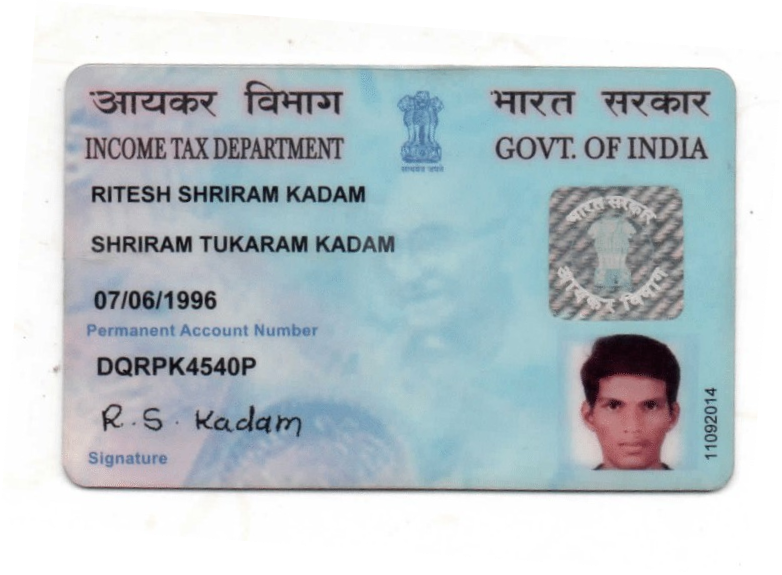 आयकर विभाग भारत सरकार
INCOME TAX DEPARTMENT GOVT. OF INDIA
सत्यमेव जयते
RITESH SHRIRAM KADAM
SHRIRAM TUKARAM KADAM
भारत सरकार
आयकर विभाग
07/06/1996
Permanent Account Number
DQRPK4540P
R. S. Kadam
Signature
11092014